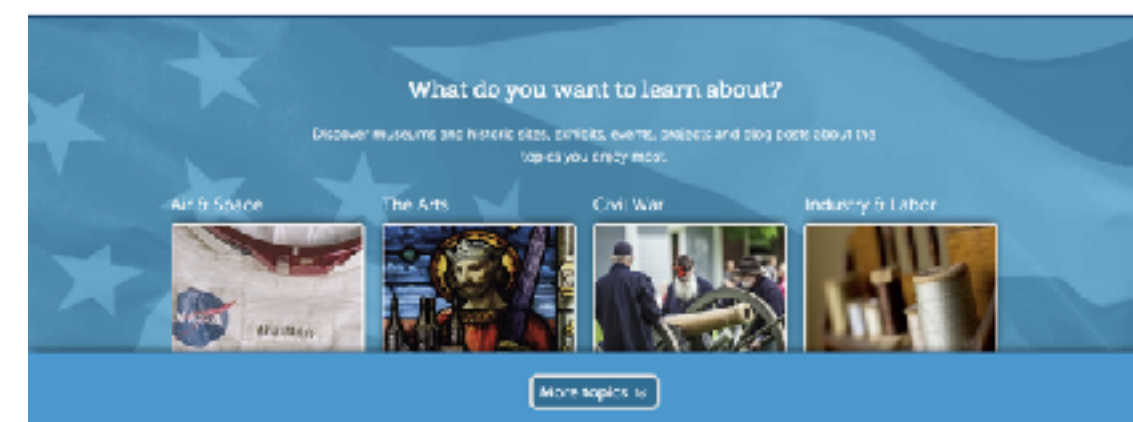 What do you want to learn about?
Discover museums and historic sites, exhibits, events, projects and blog posts about the
topics you enjoy most.
Air & Space
The Arts
Civil War
Industry & Labor
NASA
More topics